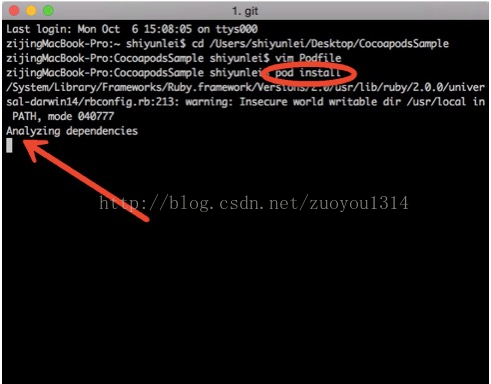 1. git
Last login: Mon Oct  6 15:08:05 on ttys000
zijingMacBook-Pro:~ shiyunlei$ cd /Users/shiyunlei/Desktop/CocoapodsSample
zijingMacBook-Pro:CocoapodsSample shiyunlei$ vim Podfile
zijingMacBook-Pro:CocoapodsSample shiyunlei$ pod install
/System/Library/Frameworks/Ruby.framework/Versions/2.0/usr/lib/ruby/2.0.0/univer
sal-darwin14/rbconfig.rb:213: warning: Insecure world writable dir /usr/local in
 PATH, mode 040777
Analyzing dependencies
http://blog.csdn.net/zuoyou1314